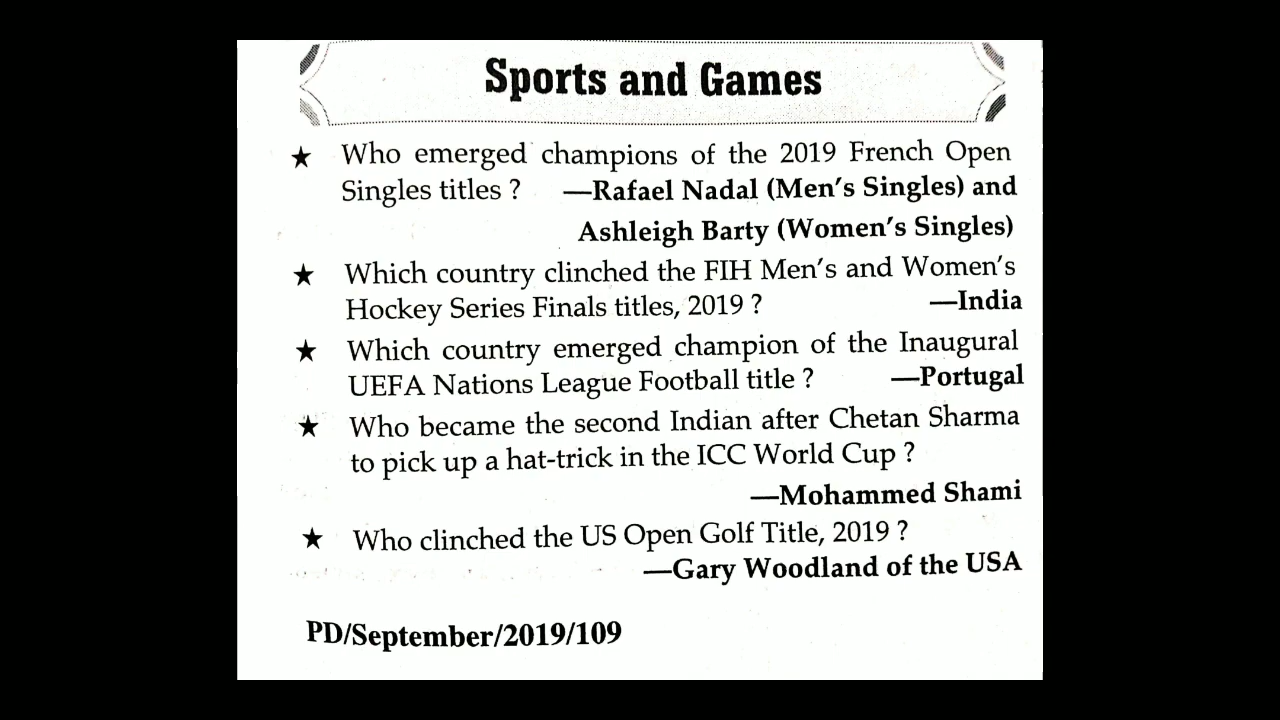 Sports and Games
★ Who emerged champions of the 2019 French Open
Singles titles ? —Rafael Nadal (Men's Singles) and
Ashleigh Barty (Women's Singles)
★ Which country clinched the FIH Men's and Women's
Hockey Series Finals titles, 2019 ? —India
★ Which country emerged champion of the Inaugural
UEFA Nations League Football title ? —Portugal
★ Who became the second Indian after Chetan Sharma
to pick up a hat-trick in the ICC World Cup ?
—Mohammed Shami
★ Who clinched the US Open Golf Title, 2019 ?
—Gary Woodland of the USA
PD/September/2019/109